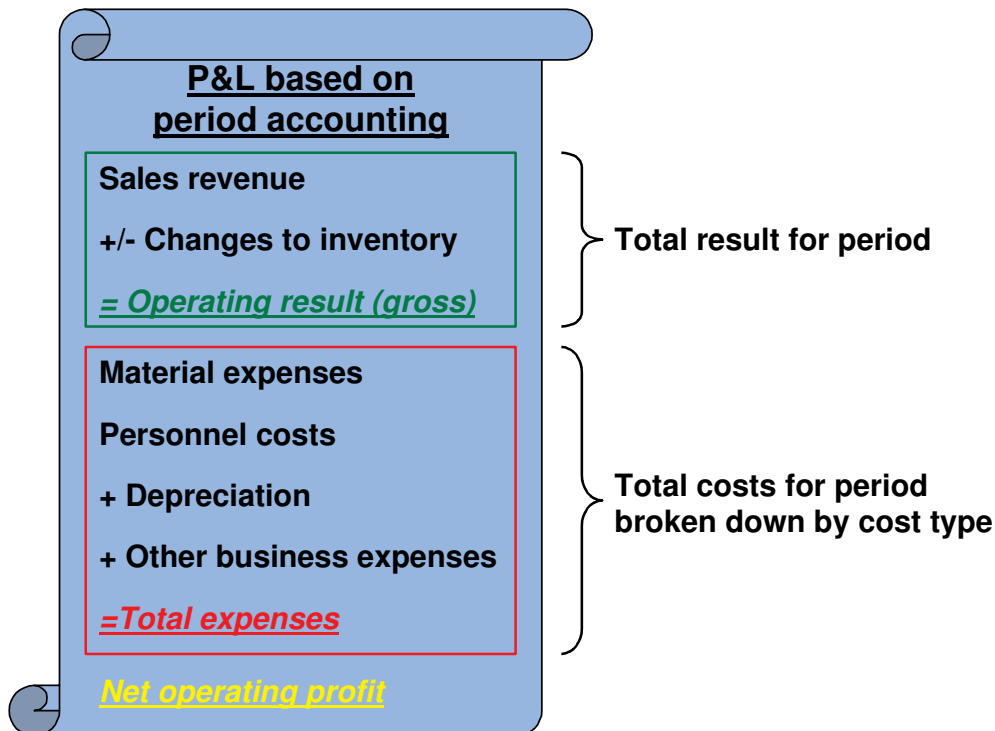 P&L based on
period accounting
Sales revenue
+/- Changes to inventory
= Operating result (gross)
Total result for period
Material expenses
Personnel costs
+ Depreciation
+ Other business expenses
=Total expenses
Total costs for period
broken down by cost type
Net operating profit